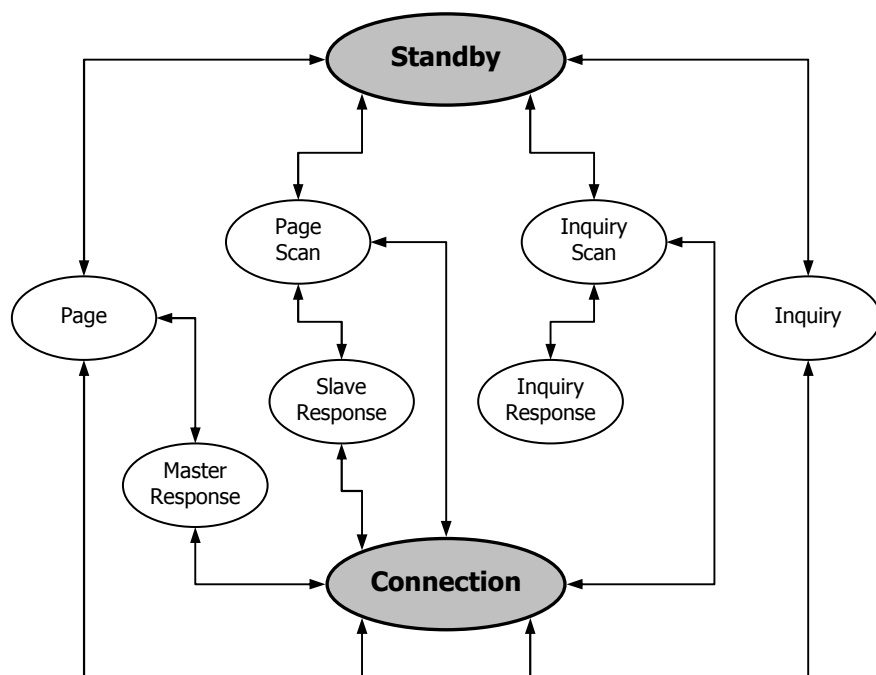 Standby
Page
Scan
Inquiry
Scan
Page
Inquiry
Slave
Response
Inquiry
Response
Master
Response
Connection